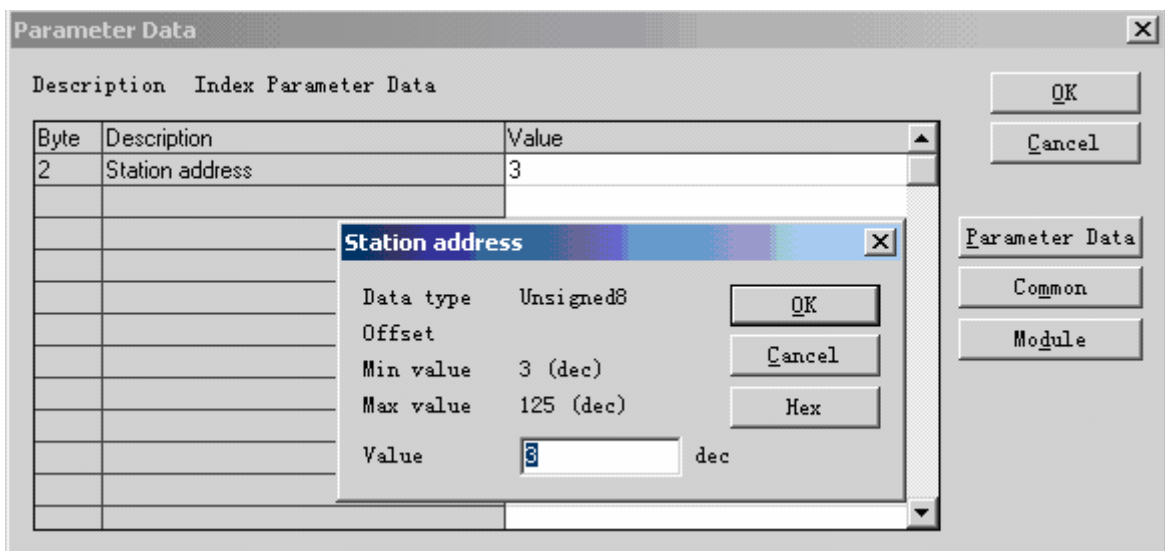 Parameter Data
Description Index Parameter Data
OK
Cancel
Byte Description Value
2 Station address 3
Parameter Data
Common
Module
Station address
Data type Unsigned8
Offset
Min value 3 (dec)
Max value 125 (dec)
Value 3 dec
OK
Cancel
Hex